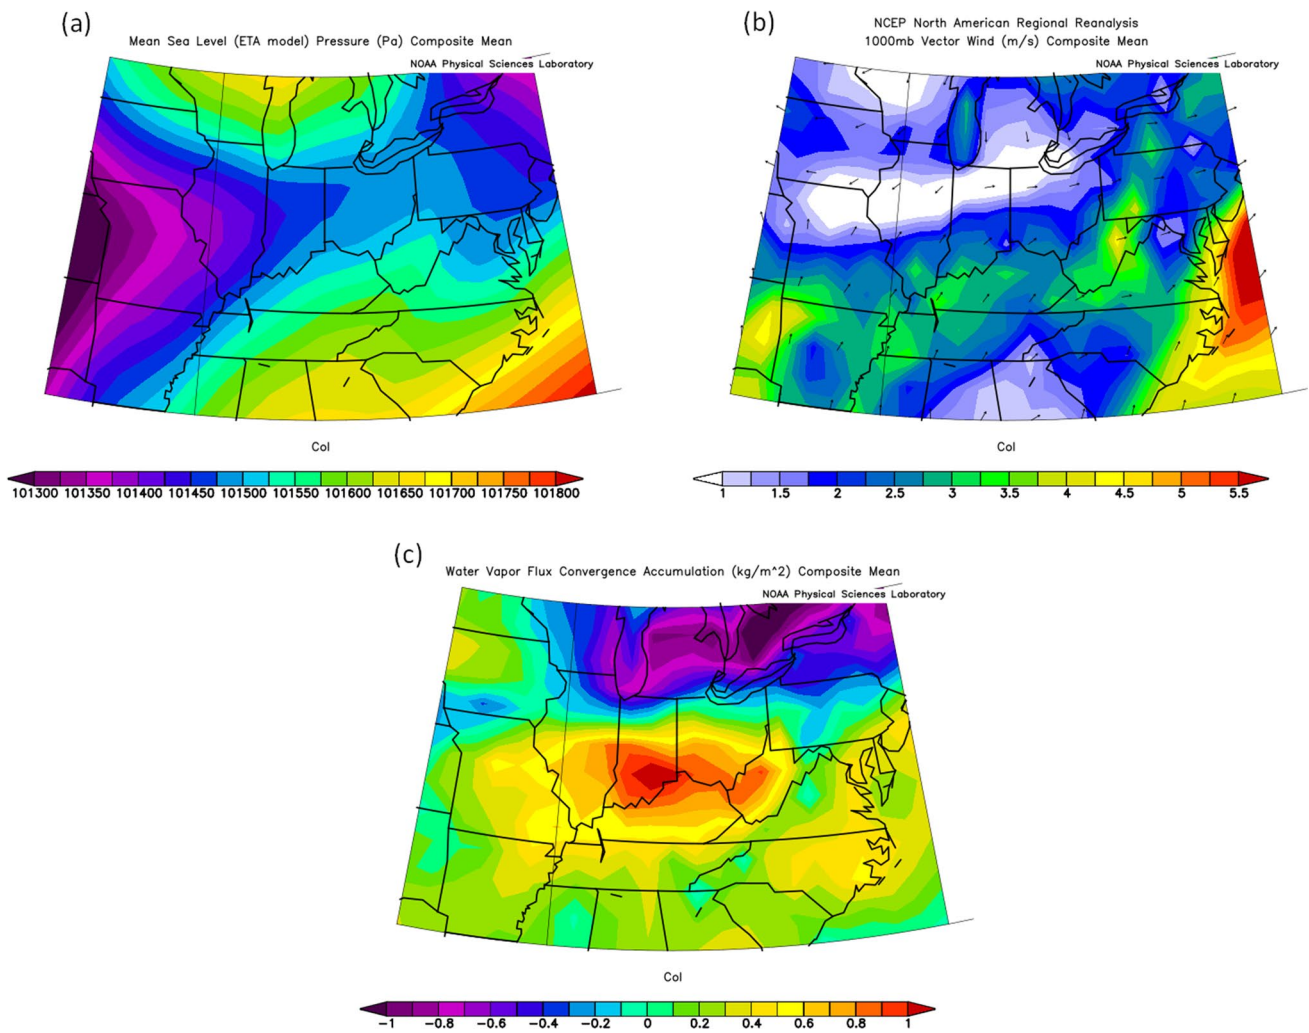 (a)
Mean Sea Level (ETA model) Pressure (Pa) Composite Mean
NOAA Physical Sciences Laboratory
Col
101300 101350 101400 101450 101500 101550 101600 101650 101700 101750 101800
(b)
NCEP North American Regional Reanalysis
1000mb Vector Wind (m/s) Composite Mean
NOAA Physical Sciences Laboratory
Col
1 1.5 2 2.5 3 3.5 4 4.5 5 5.5
(c)
Water Vapor Flux Convergence Accumulation (kg/m^2) Composite Mean
NOAA Physical Sciences Laboratory
Col
-1 -0.8 -0.6 -0.4 -0.2 0 0.2 0.4 0.6 0.8 1